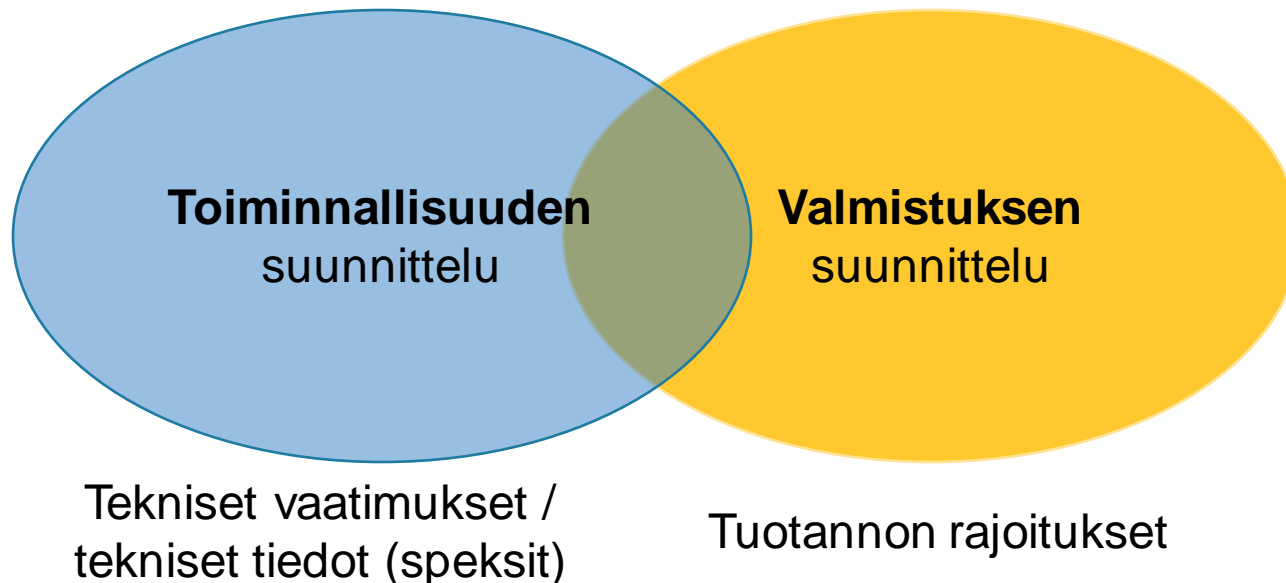 Toiminnallisuuden
suunnittelu
Valmistuksen
suunnittelu
Tekniset vaatimukset /
tekniset tiedot (speksit)
Tuotannon rajoitukset